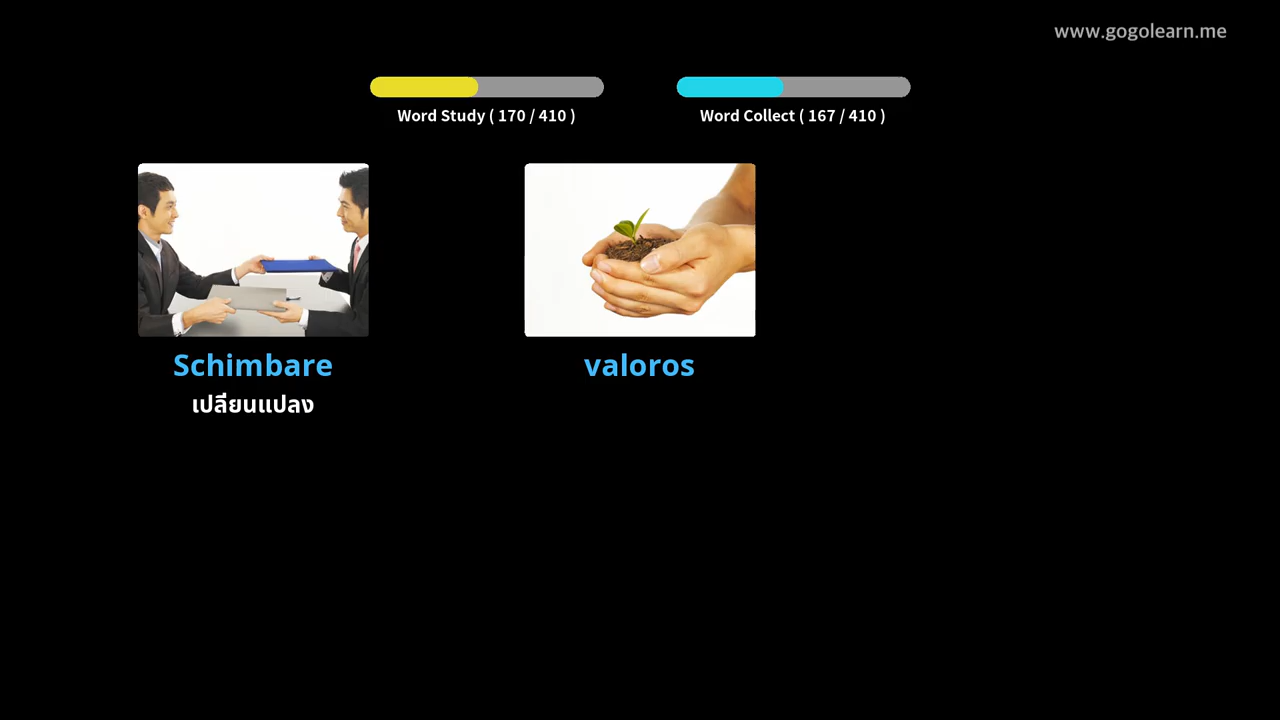 www.gogolearn.me
Word Study ( 170 / 410 )
Word Collect ( 167 / 410 )
Schimbare
เปลี่ยนแปลง
valoros